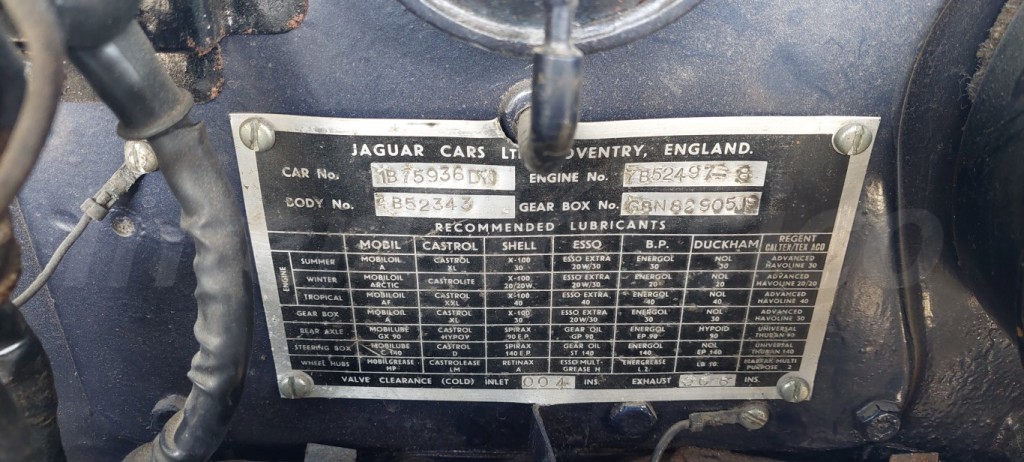 JAGUAR CARS LTD. COVENTRY, ENGLAND.
CAR No. 1B75936DN ENGINE No. 7B52497-8
BODY No. 4B52343 GEAR BOX No. GBN82905JS
RECOMMENDED LUBRICANTS
MOBIL CASTROL SHELL ESSO B.P. DUCKHAM REGENT CALTEX/TEXACO
ENGINE
SUMMER MOBILOIL A CASTROL XL X-100 30 ESSO EXTRA 20W/30 ENERGOL 30 NOL 30 ADVANCED HAVOLINE 30
WINTER MOBILOIL ARCTIC CASTROLITE X-100 20/20W. ESSO EXTRA 20W/30 ENERGOL 20 NOL 20 ADVANCED HAVOLINE 20/20
TROPICAL MOBILOIL AF CASTROL XXL X-100 40 ESSO EXTRA 40 ENERGOL 40 NOL 40 ADVANCED HAVOLINE 40
GEAR BOX MOBILOIL A CASTROL XL X-100 30 ESSO EXTRA 20W/30 ENERGOL 30 NOL 30 ADVANCED HAVOLINE 30
REAR AXLE MOBILUBE GX 90 CASTROL HYPOY SPIRAX 90 E.P. GEAR OIL GP 90 ENERGOL EP 90 HYPOID 90 UNIVERSAL THUBAN 90
STEERING BOX MOBILUBE C 140 CASTROL D SPIRAX 140 E.P. GEAR OIL ST 140 ENERGOL 140 NOL EP 140 UNIVERSAL THUBAN 140
WHEEL HUBS MOBILGREASE MP CASTROLEASE LM RETINAX A ESSO MULT- GREASE H ENERGREASE L.2 LB 10 MARFAK MULTI PURPOSE 2
VALVE CLEARANCE (COLD) INLET 004 INS. EXHAUST INS.